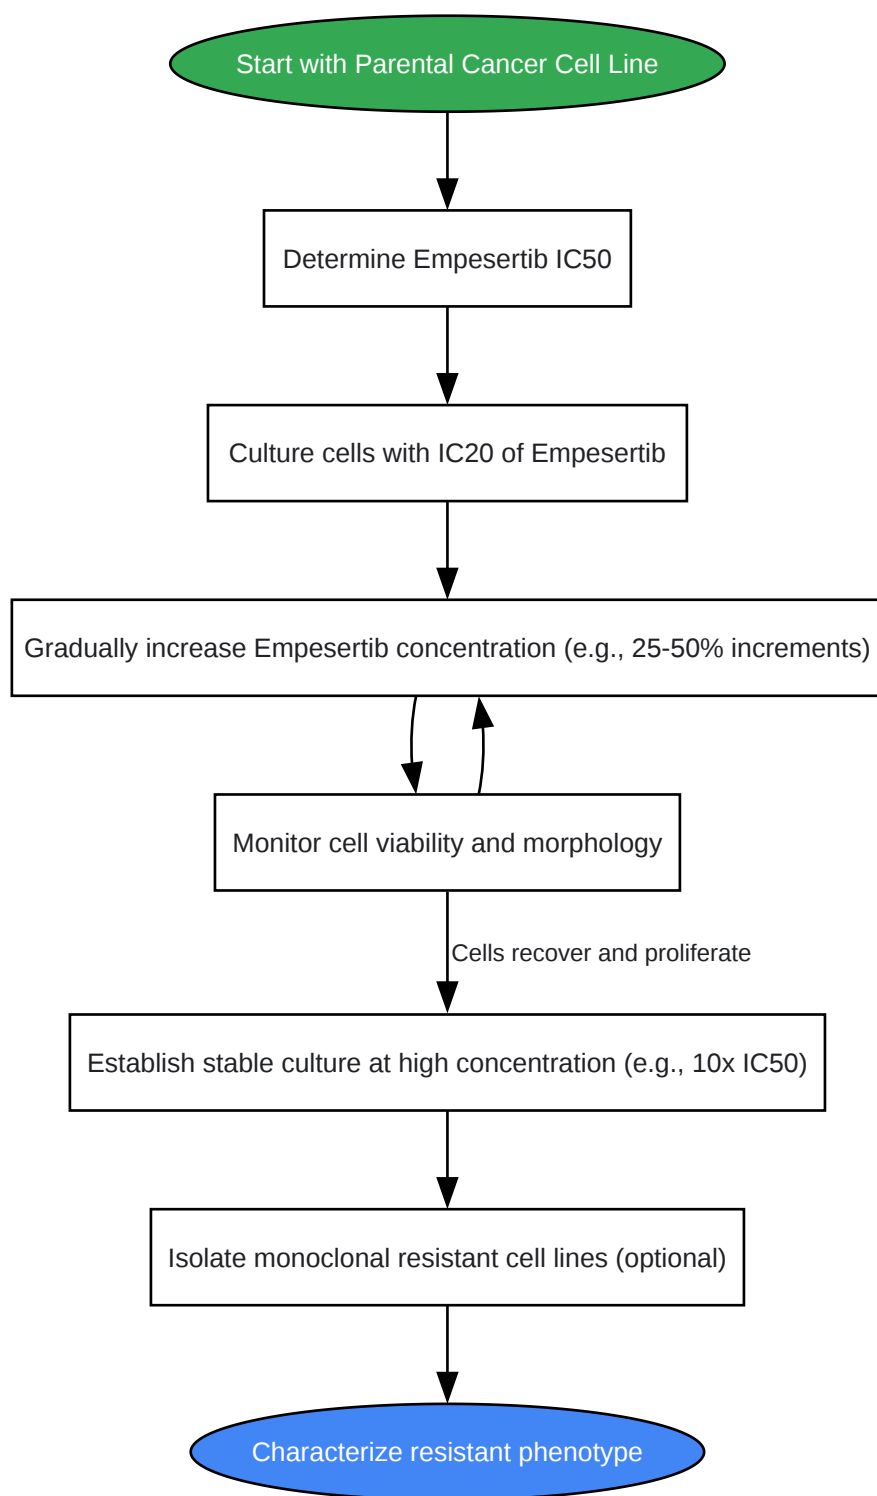 Start with Parental Cancer Cell Line
Determine Empesertib IC50
Culture cells with IC20 of Empesertib
Gradually increase Empesertib concentration (e.g., 25-50% increments)
Monitor cell viability and morphology
Cells recover and proliferate
Establish stable culture at high concentration (e.g., 10x IC50)
Isolate monoclonal resistant cell lines (optional)
Characterize resistant phenotype